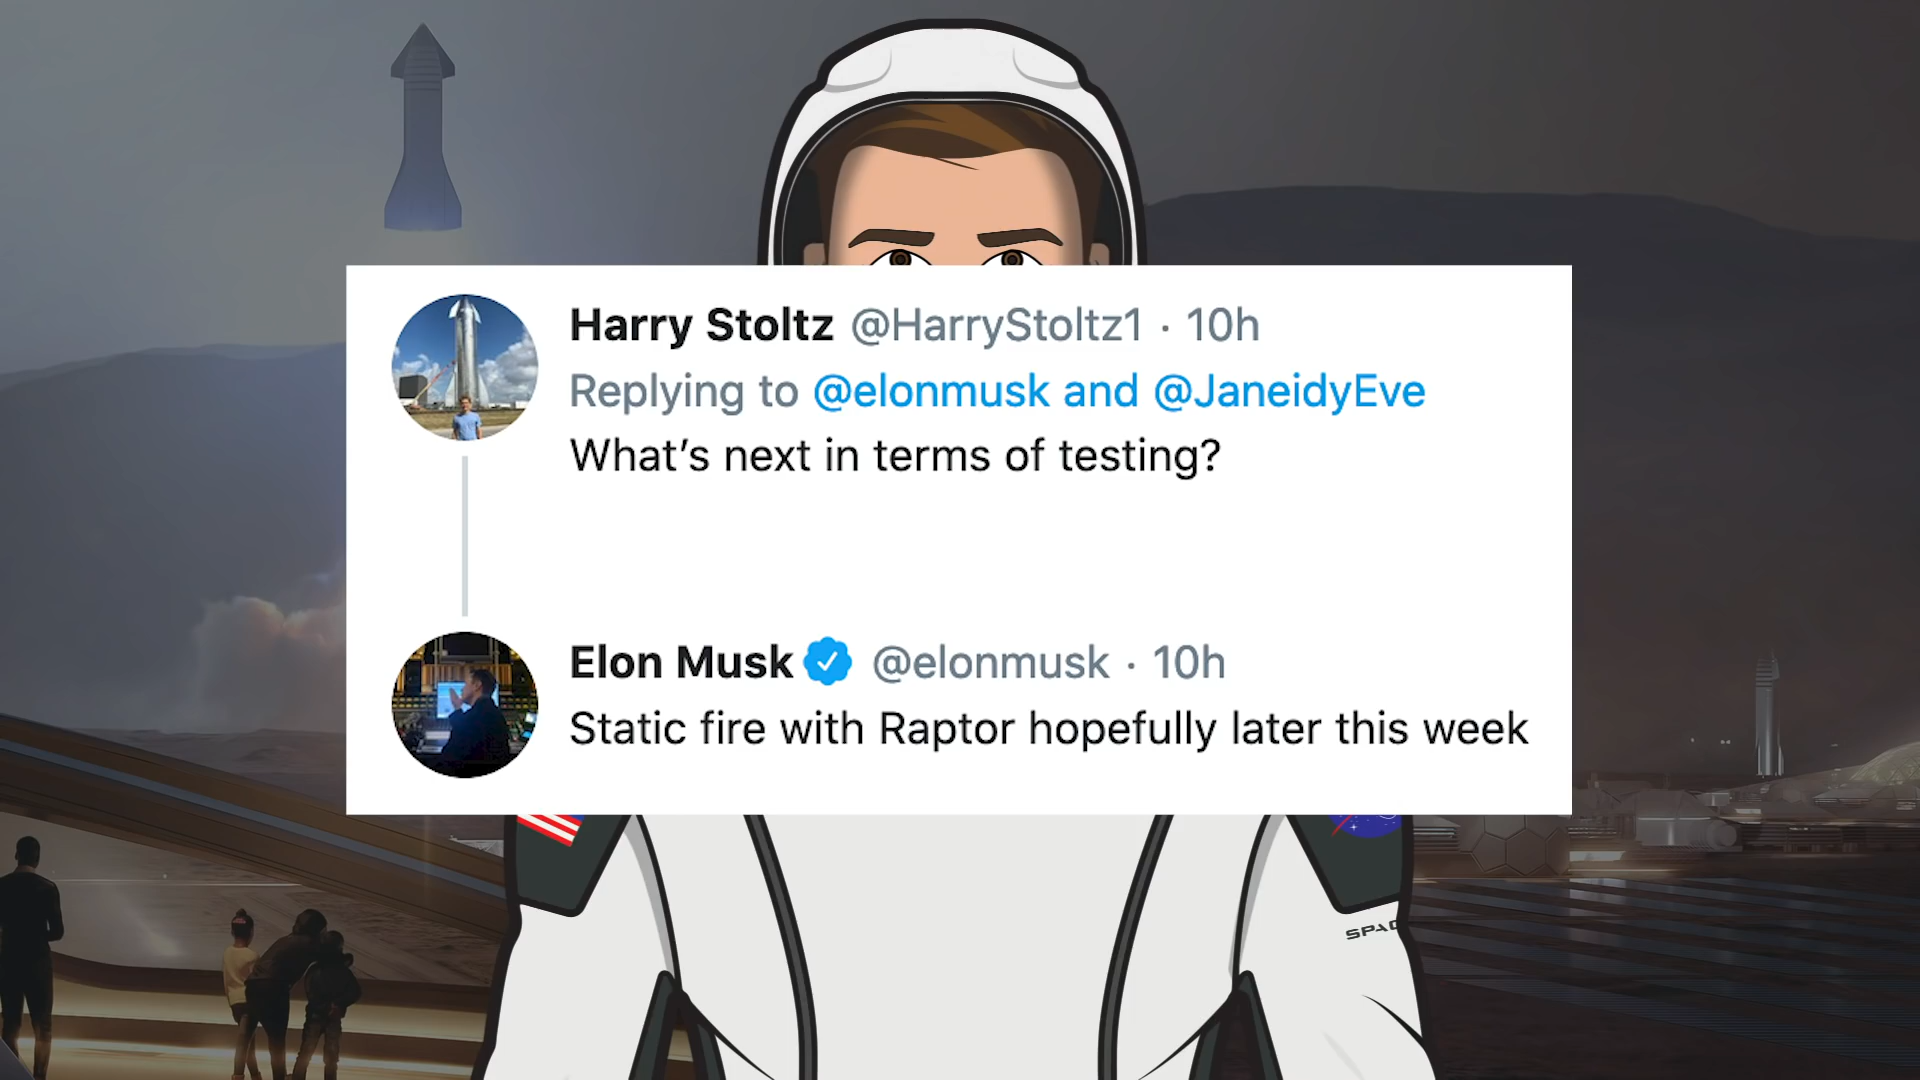 Harry Stoltz @HarryStoltz1 · 10h
Replying to @elonmusk and @JaneidyEve
What’s next in terms of testing?
Elon Musk @elonmusk · 10h
Static fire with Raptor hopefully later this week
SPAC